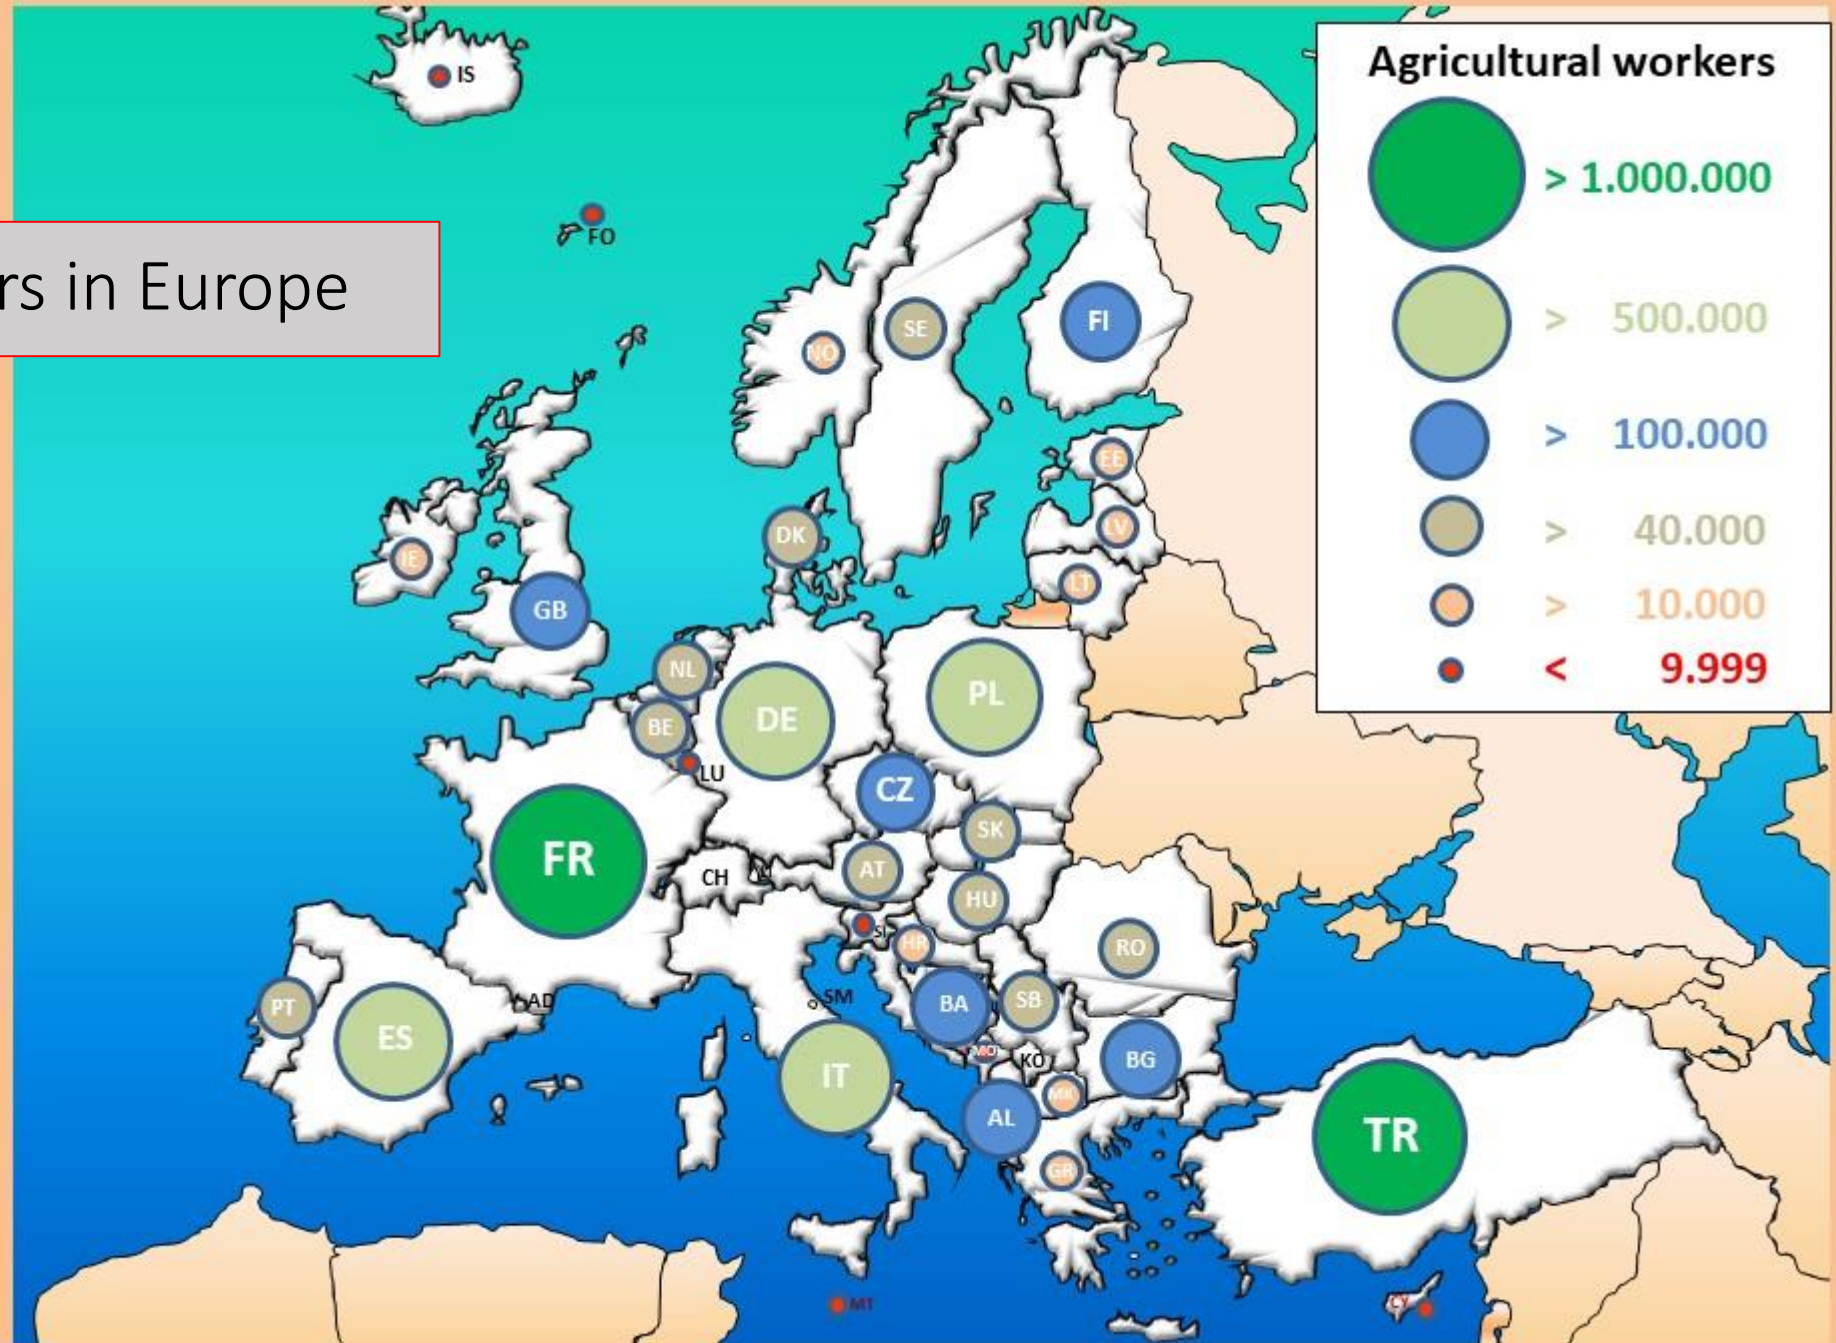 IS
FO
rs in Europe
Agricultural workers
> 1.000.000
> 500.000
> 100.000
> 40.000
> 10.000
< 9.999
NO
SE
FI
EE
LV
LT
DK
IE
GB
NL
BE
LU
DE
PL
CZ
SK
FR
CH
AT
HU
SI
HR
RO
PT
ES
AD
SM
BA
SB
IT
MO
KO
BG
AL
MK
GR
TR
MT
CY